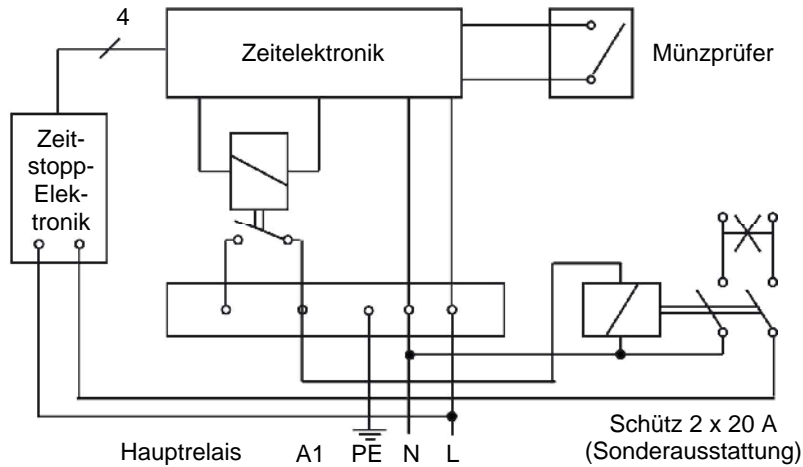 4
Zeitelektronik
Münzprüfer
Zeit-
stopp-
Elek-
tronik
Hauptrelais A1 PE N L
Schütz 2 x 20 A
(Sonderausstattung)